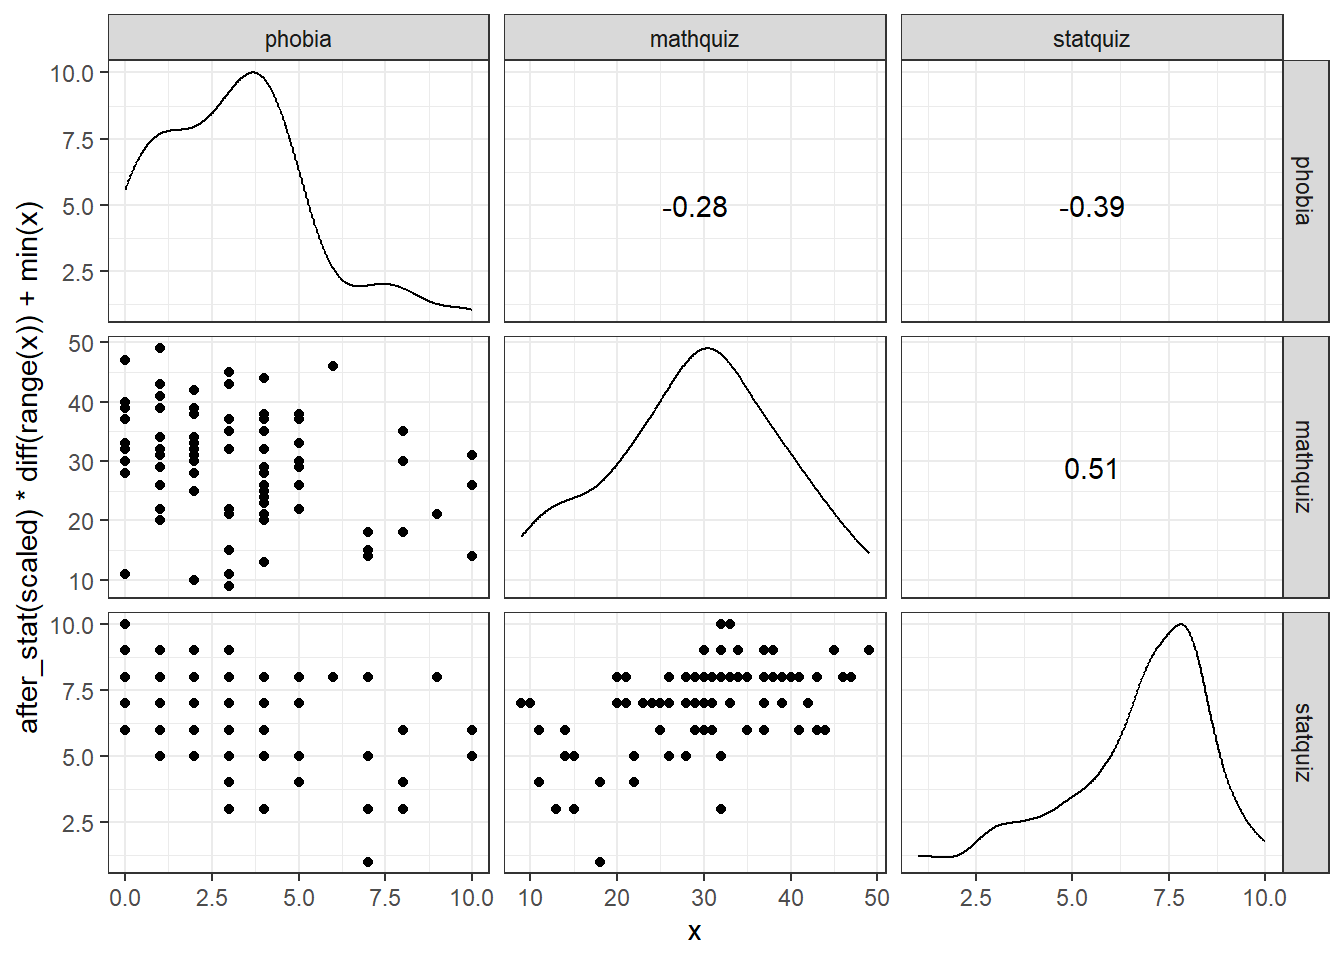 phobia
mathquiz
statquiz
10.0
7.5
5.0
2.5
-0.28
-0.39
phobia
50
40
30
20
10
0.51
mathquiz
10.0
7.5
5.0
2.5
statquiz
0.0 2.5 5.0 7.5 10.0
10 20 30 40 50
2.5 5.0 7.5 10.0
x
after_stat(scaled) * diff(range(x)) + min(x)